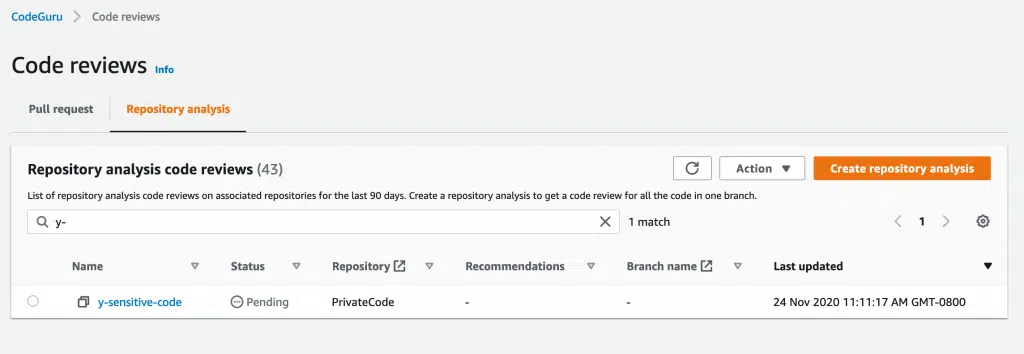 CodeGuru > Code reviews
Code reviews Info
Pull request Repository analysis
Repository analysis code reviews (43) Action Create repository analysis
List of repository analysis code reviews on associated repositories for the last 90 days. Create a repository analysis to get a code review for all the code in one branch.
y- 1 match 1
Name Status Repository Recommendations Branch name Last updated
y-sensitive-code Pending PrivateCode - - 24 Nov 2020 11:11:17 AM GMT-0800